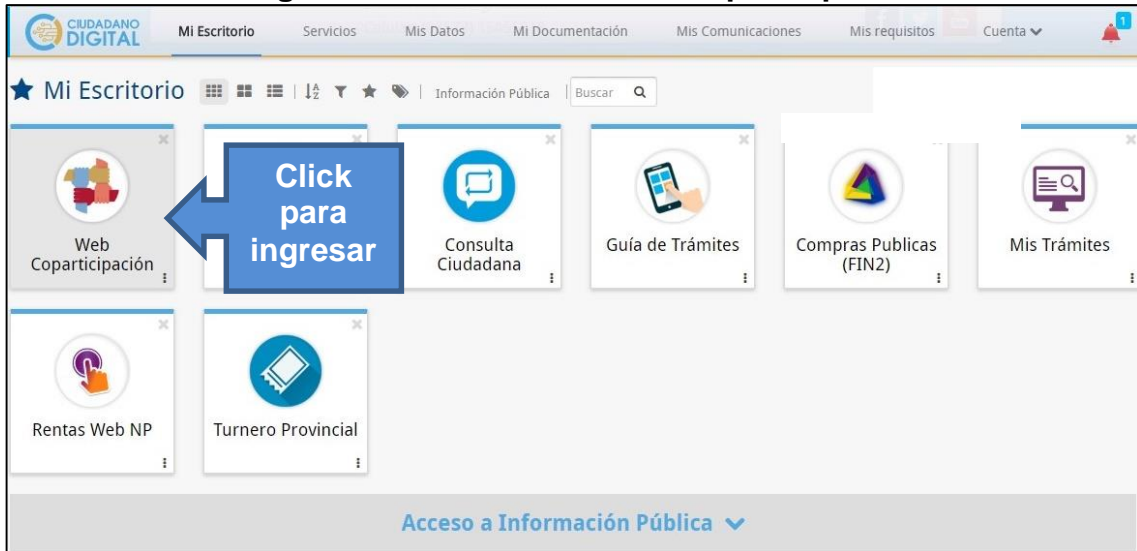 CIUDADANO
DIGITAL
Mi Escritorio
Servicios
Mis Datos
Mi Documentación
Mis Comunicaciones
Mis requisitos
Cuenta
1
Mi Escritorio
Información Pública
Buscar
Web
Coparticipación
Click
para
ingresar
Consulta
Ciudadana
Guía de Trámites
Compras Publicas
(FIN2)
Mis Trámites
Rentas Web NP
Turnero Provincial
Acceso a Información Pública